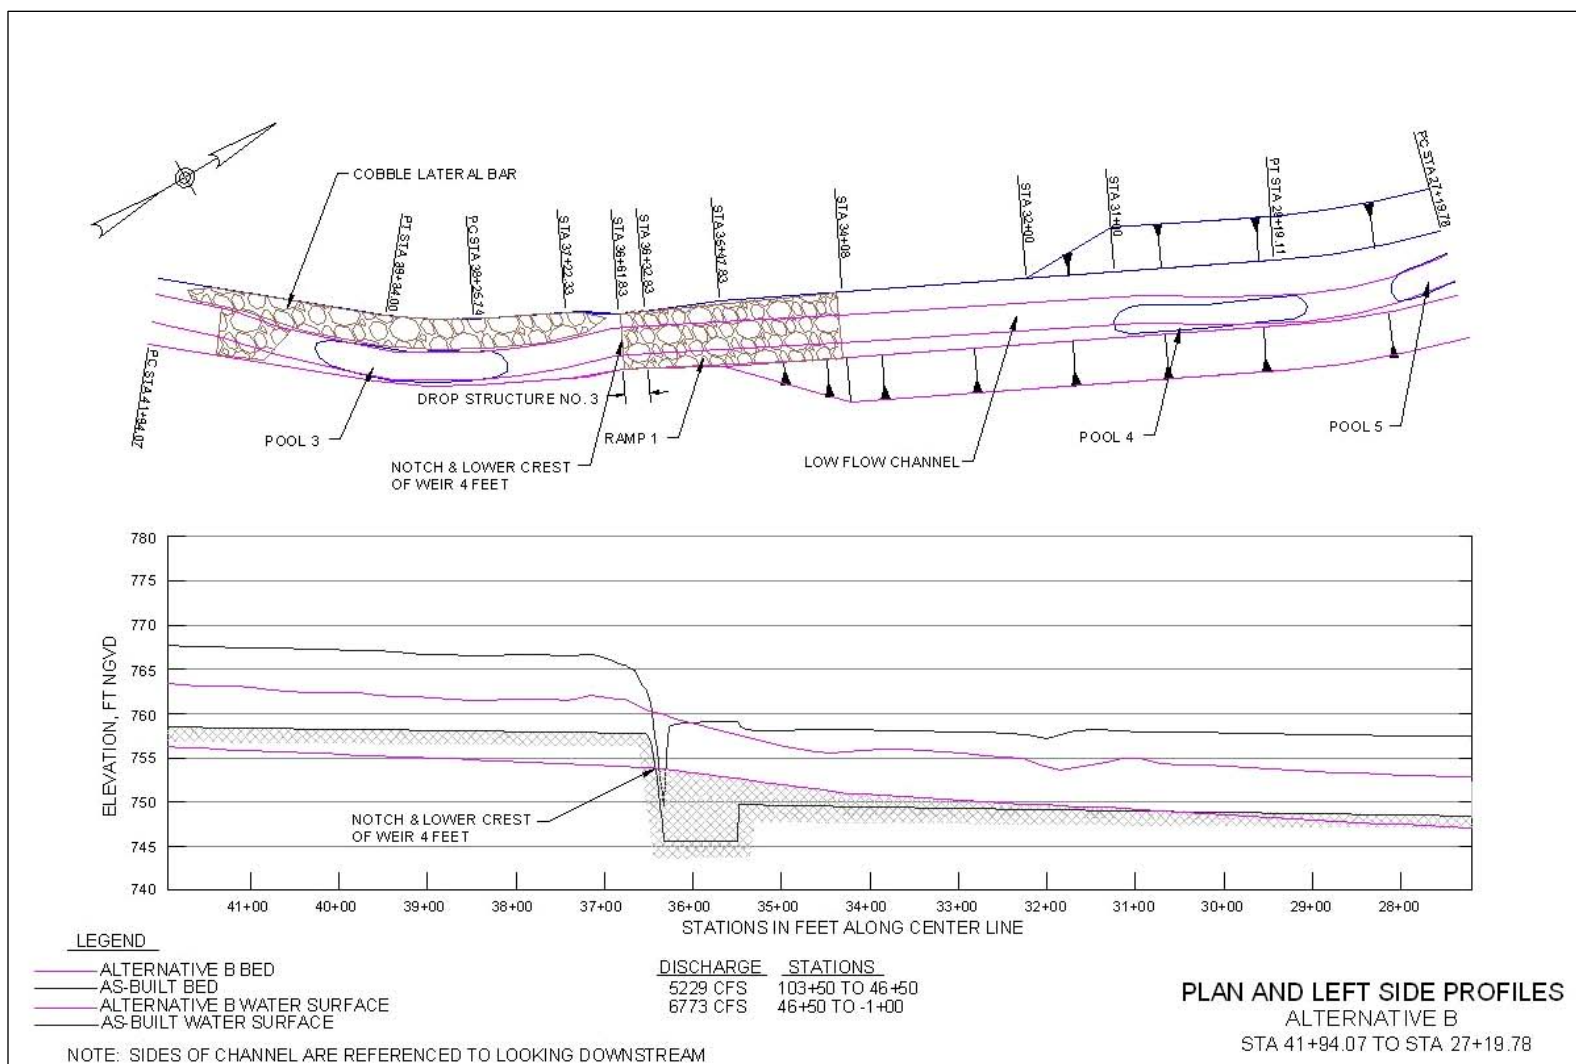 COBBLE LATERAL BAR
PT STA 39+34.00
PC STA 38+25.74
STA 37+22.33
STA 36+61.83
STA 36+32.83
STA 35+47.83
STA 34+08
STA 32+00
STA 31+00
PT STA 29+19.11
PC STA 27+19.78
PC STA 41+94.07
POOL 3
DROP STRUCTURE NO. 3
NOTCH & LOWER CREST
OF WEIR 4 FEET
RAMP 1
LOW FLOW CHANNEL
POOL 4
POOL 5
ELEVATION, FT NGVD
780
775
770
765
760
755
750
745
740
NOTCH & LOWER CREST
OF WEIR 4 FEET
41+00 40+00 39+00 38+00 37+00 36+00 35+00 34+00 33+00 32+00 31+00 30+00 29+00 28+00
STATIONS IN FEET ALONG CENTER LINE
LEGEND
ALTERNATIVE B BED
AS-BUILT BED
ALTERNATIVE B WATER SURFACE
AS-BUILT WATER SURFACE
DISCHARGE STATIONS
5229 CFS 103+50 TO 46+50
6773 CFS 46+50 TO -1+00
NOTE: SIDES OF CHANNEL ARE REFERENCED TO LOOKING DOWNSTREAM
PLAN AND LEFT SIDE PROFILES
ALTERNATIVE B
STA 41+94.07 TO STA 27+19.78